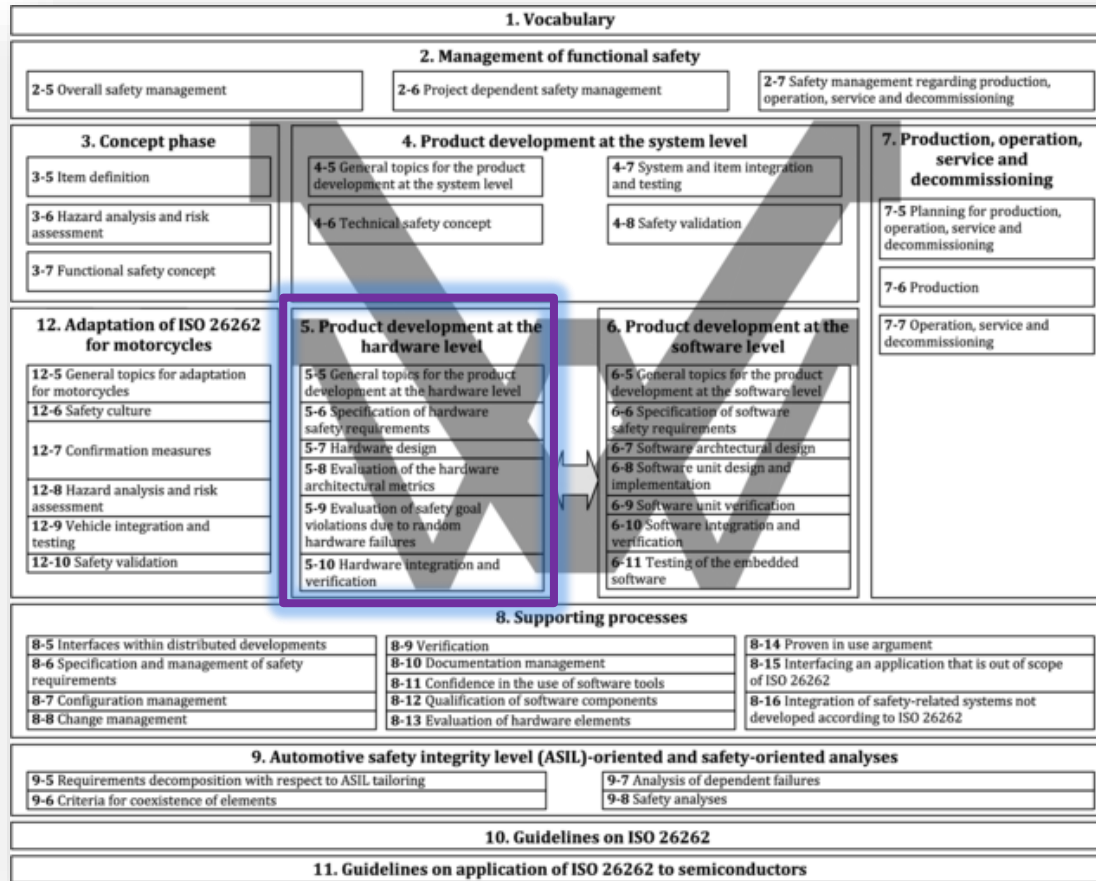 1. Vocabulary
2. Management of functional safety
2-5 Overall safety management
2-6 Project dependent safety management
2-7 Safety management regarding production,
operation, service and decommissioning
3. Concept phase
3-5 Item definition
3-6 Hazard analysis and risk
assessment
3-7 Functional safety concept
4. Product development at the system level
4-5 General topics for the product
development at the system level
4-6 Technical safety concept
4-7 System and item integration
and testing
4-8 Safety validation
7. Production, operation,
service and
decommissioning
7-5 Planning for production,
operation, service and
decommissioning
7-6 Production
7-7 Operation, service and
decommissioning
12. Adaptation of ISO 26262
for motorcycles
12-5 General topics for adaptation
for motorcycles
12-6 Safety culture
12-7 Confirmation measures
12-8 Hazard analysis and risk
assessment
12-9 Vehicle integration and
testing
12-10 Safety validation
5. Product development at the
hardware level
5-5 General topics for the product
development at the hardware level
5-6 Specification of hardware
safety requirements
5-7 Hardware design
5-8 Evaluation of the hardware
architectural metrics
5-9 Evaluation of safety goal
violations due to random
hardware failures
5-10 Hardware integration and
verification
6. Product development at the
software level
6-5 General topics for the product
development at the software level
6-6 Specification of software
safety requirements
6-7 Software archtectural design
6-8 Software unit design and
implementation
6-9 Software unit verification
6-10 Software integration and
verification
6-11 Testing of the embedded
software
8. Supporting processes
8-5 Interfaces within distributed developments
8-6 Specification and management of safety
requirements
8-7 Configuration management
8-8 Change management
8-9 Verification
8-10 Documentation management
8-11 Confidence in the use of software tools
8-12 Qualification of software components
8-13 Evaluation of hardware elements
8-14 Proven in use argument
8-15 Interfacing an application that is out of scope
of ISO 26262
8-16 Integration of safety-related systems not
developed according to ISO 26262
9. Automotive safety integrity level (ASIL)-oriented and safety-oriented analyses
9-5 Requirements decomposition with respect to ASIL tailoring
9-6 Criteria for coexistence of elements
9-7 Analysis of dependent failures
9-8 Safety analyses
10. Guidelines on ISO 26262
11. Guidelines on application of ISO 26262 to semiconductors